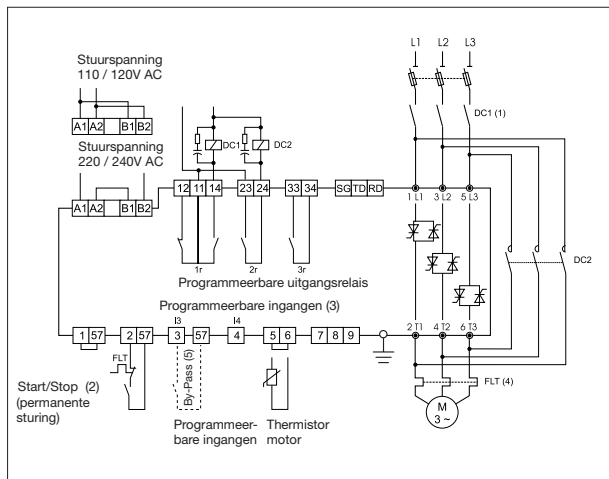 Stuurspanning
110 / 120V AC
A1 A2 B1 B2
Stuurspanning
220 / 240V AC
A1 A2 B1 B2
L1 L2 L3
DC1 (1)
DC1 DC2
12 11 14 23 24 33 34 SG TD RD
1 L1 3 L2 5 L3
1r 2r 3r
Programmeerbare uitgangsrelais
DC2
Programmeerbare ingangen (3)
I3 I4
1 57 2 57 3 57 4 5 6 7 8 9
2 T1 4 T2 6 T3
FLT
By-Pass (5)
Start/Stop (2)
(permanente
sturing)
Programmeer-
bare ingangen
Thermistor
motor
FLT (4)
M
3 ~